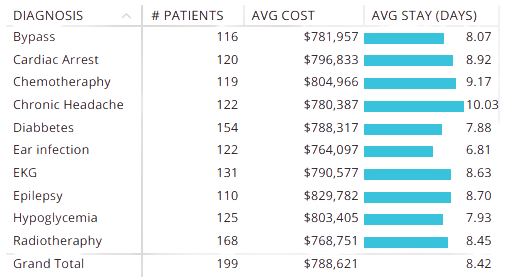 DIAGNOSIS # PATIENTS AVG COST AVG STAY (DAYS)
Bypass 116 $781,957 8.07
Cardiac Arrest 120 $796,833 8.92
Chemotheraphy 119 $804,966 9.17
Chronic Headache 122 $780,387 10.03
Diabbetes 154 $788,317 7.88
Ear infection 122 $764,097 6.81
EKG 131 $790,577 8.63
Epilepsy 110 $829,782 8.70
Hypoglycemia 125 $803,405 7.93
Radiotheraphy 168 $768,751 8.45
Grand Total 199 $788,621 8.42